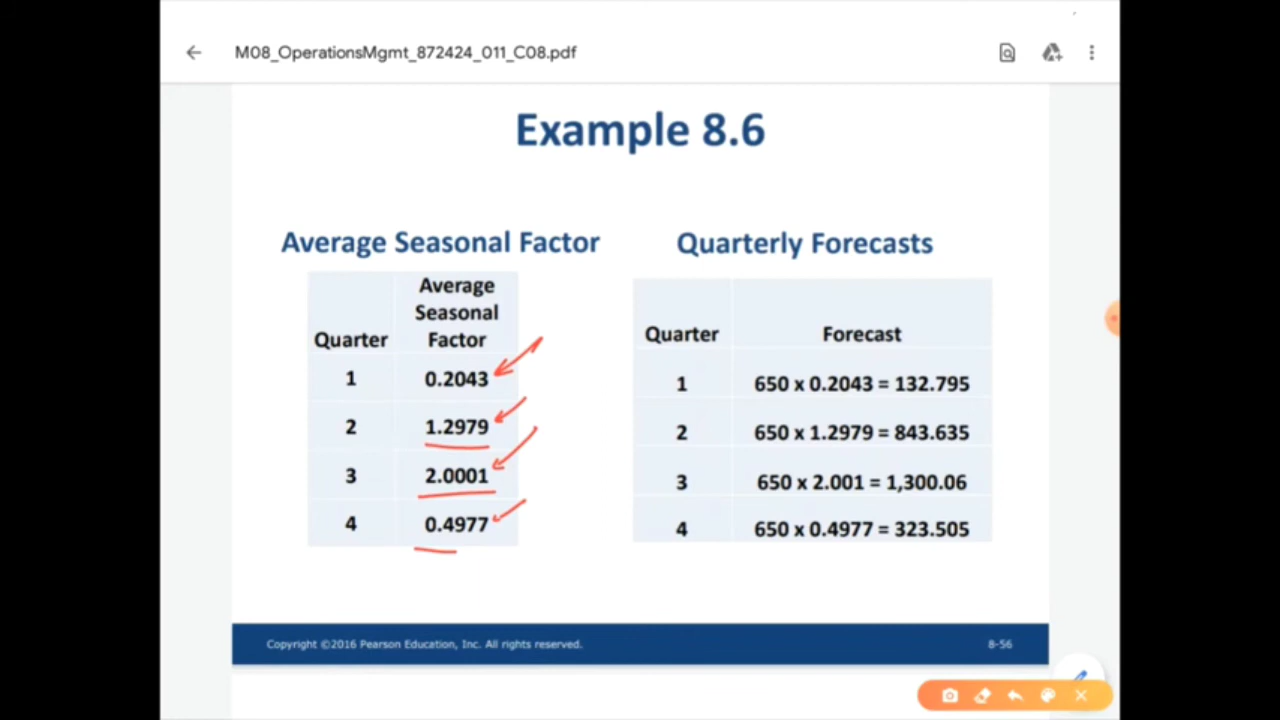 M08_OperationsMgmt_872424_011_C08.pdf
Example 8.6
Average Seasonal Factor
Quarter Average Seasonal Factor
1 0.2043
2 1.2979
3 2.0001
4 0.4977
Quarterly Forecasts
Quarter Forecast
1 650 x 0.2043 = 132.795
2 650 x 1.2979 = 843.635
3 650 x 2.001 = 1,300.06
4 650 x 0.4977 = 323.505
Copyright ©2016 Pearson Education, Inc. All rights reserved.
8-56